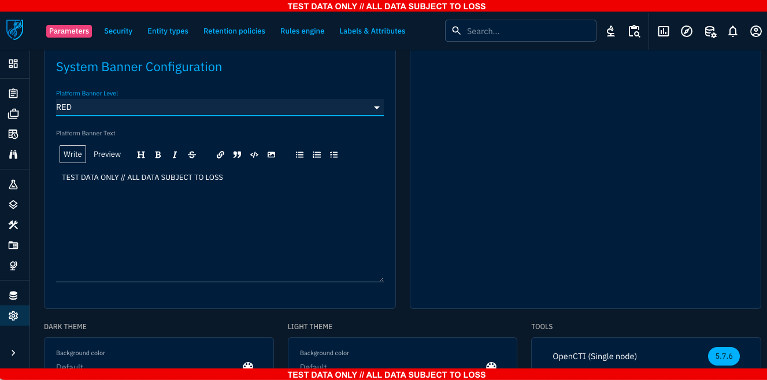 TEST DATA ONLY // ALL DATA SUBJECT TO LOSS
Parameters Security Entity types Retention policies Rules engine Labels & Attributes Search...
System Banner Configuration
Platform Banner Level
RED
Platform Banner Text
Write Preview H B I S
TEST DATA ONLY // ALL DATA SUBJECT TO LOSS
DARK THEME LIGHT THEME TOOLS
Background color Background color
OpenCTI (Single node) 5.7.6
Default Default
TEST DATA ONLY // ALL DATA SUBJECT TO LOSS